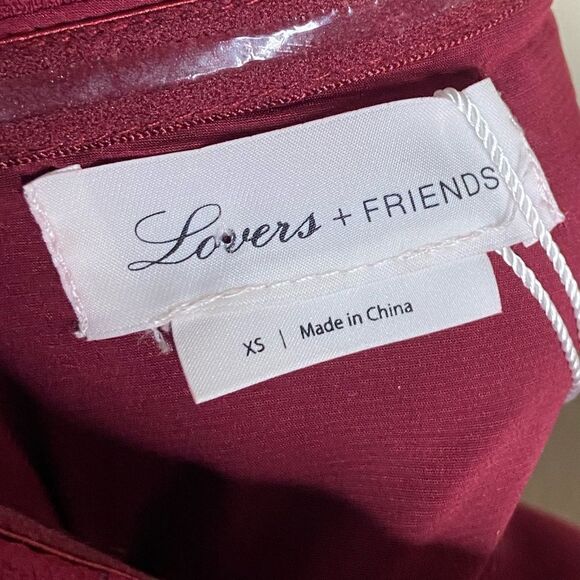 Lovers + FRIENDS
XS | Made in China